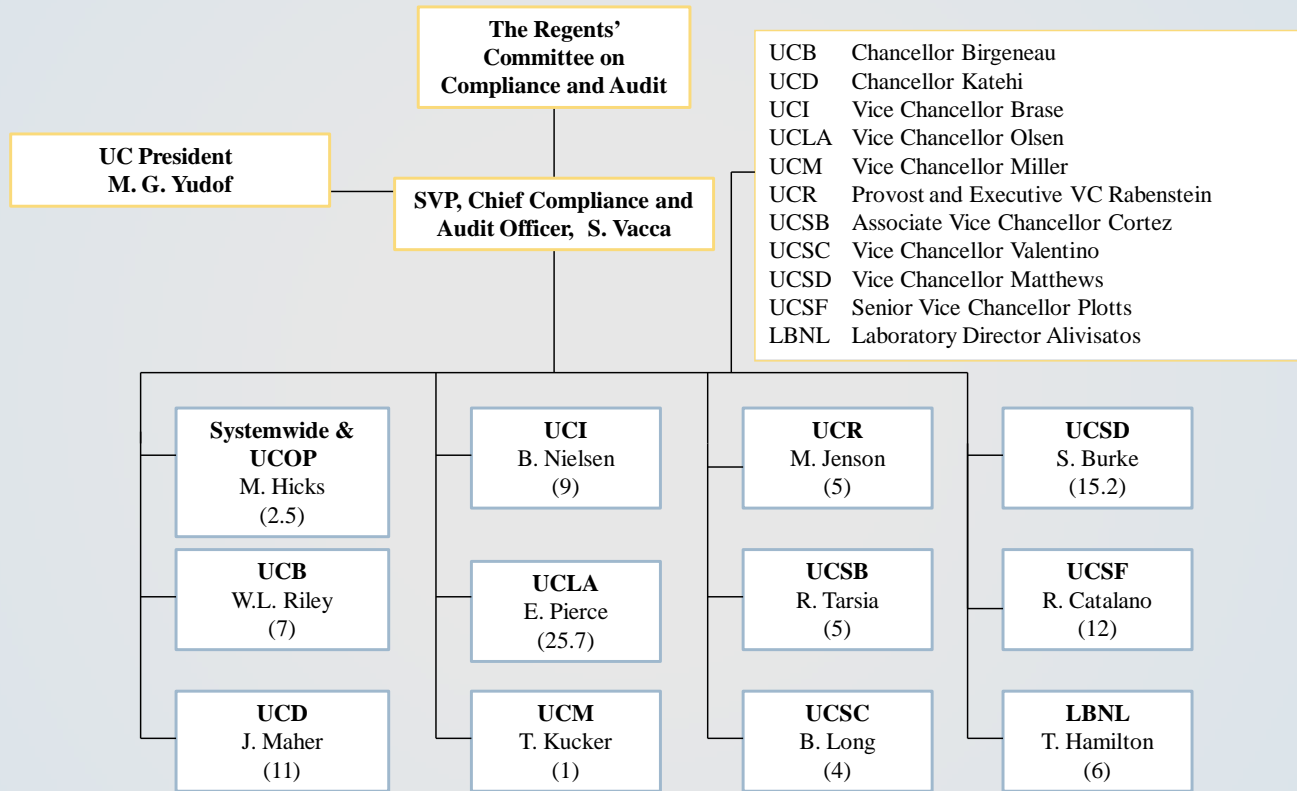 The Regents’
Committee on
Compliance and Audit
UC President
M. G. Yudof
SVP, Chief Compliance and
Audit Officer,  S. Vacca
UCB Chancellor Birgeneau
UCD Chancellor Katehi
UCI Vice Chancellor Brase
UCLA Vice Chancellor Olsen
UCM Vice Chancellor Miller
UCR Provost and Executive VC Rabenstein
UCSB Associate Vice Chancellor Cortez
UCSC Vice Chancellor Valentino
UCSD Vice Chancellor Matthews
UCSF Senior Vice Chancellor Plotts
LBNL Laboratory Director Alivisatos
Systemwide &
UCOP
M. Hicks
(2.5)
UCI
B. Nielsen
(9)
UCR
M. Jenson
(5)
UCSD
S. Burke
(15.2)
UCB
W.L. Riley
(7)
UCLA
E. Pierce
(25.7)
UCSB
R. Tarsia
(5)
UCSF
R. Catalano
(12)
UCD
J. Maher
(11)
UCM
T. Kucker
(1)
UCSC
B. Long
(4)
LBNL
T. Hamilton
(6)